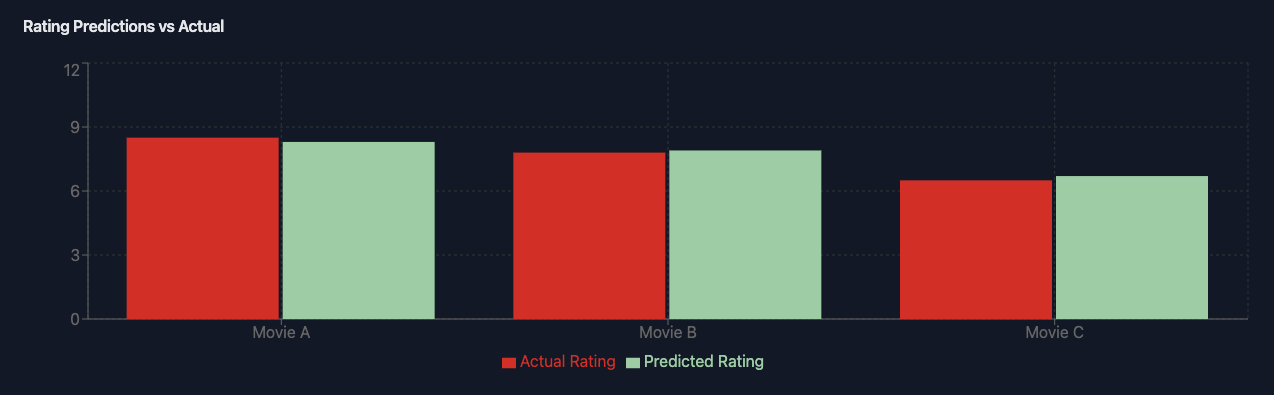 Rating Predictions vs Actual
12
9
6
3
0
Movie A Movie B Movie C
Actual Rating Predicted Rating